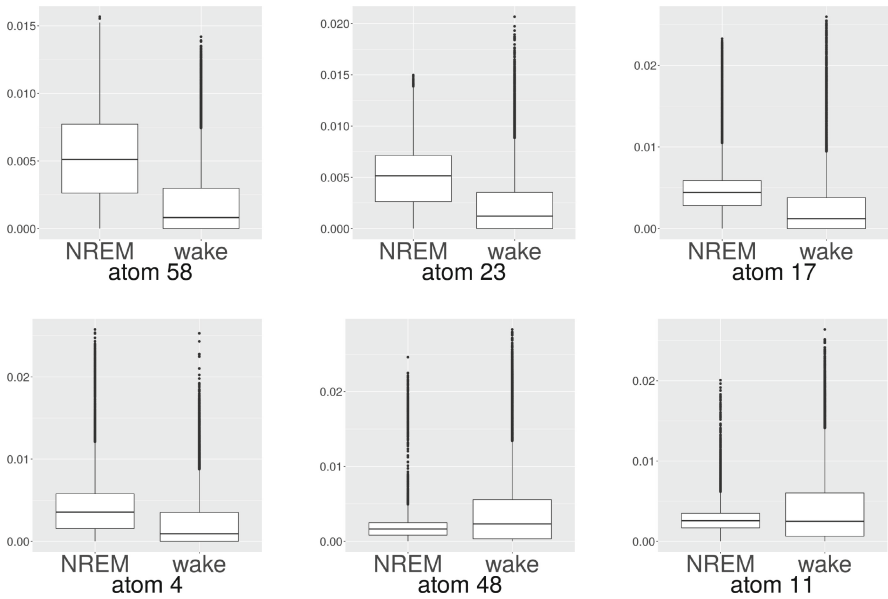 0.015
0.010
0.005
0.000
NREM wake
atom 58
0.020
0.015
0.010
0.005
0.000
NREM wake
atom 23
0.02
0.01
0.00
NREM wake
atom 17
0.02
0.01
0.00
NREM wake
atom 4
0.02
0.01
0.00
NREM wake
atom 48
0.02
0.01
0.00
NREM wake
atom 11